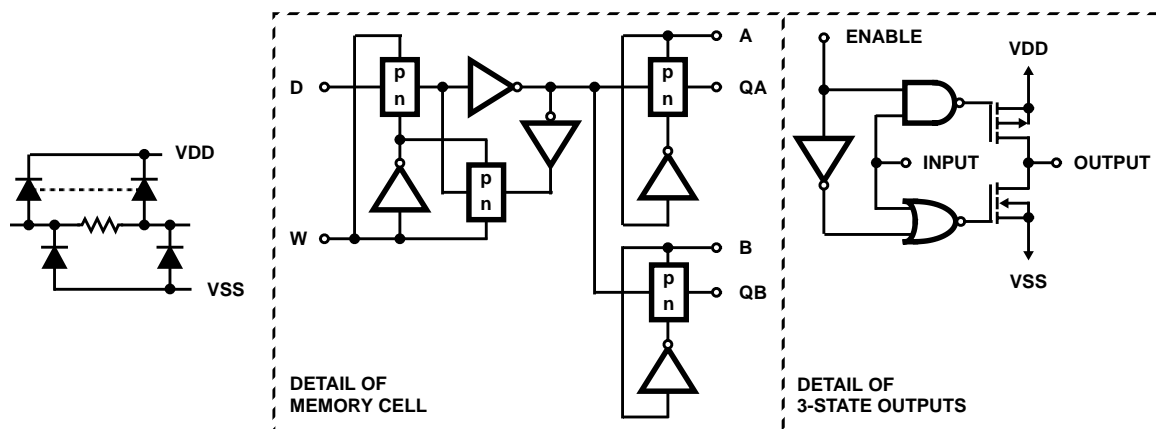 VDD
VSS
D
W
p
n
p
n
p
n
p
n
A
QA
B
QB
DETAIL OF
MEMORY CELL
ENABLE
VDD
INPUT
OUTPUT
VSS
DETAIL OF
3-STATE OUTPUTS